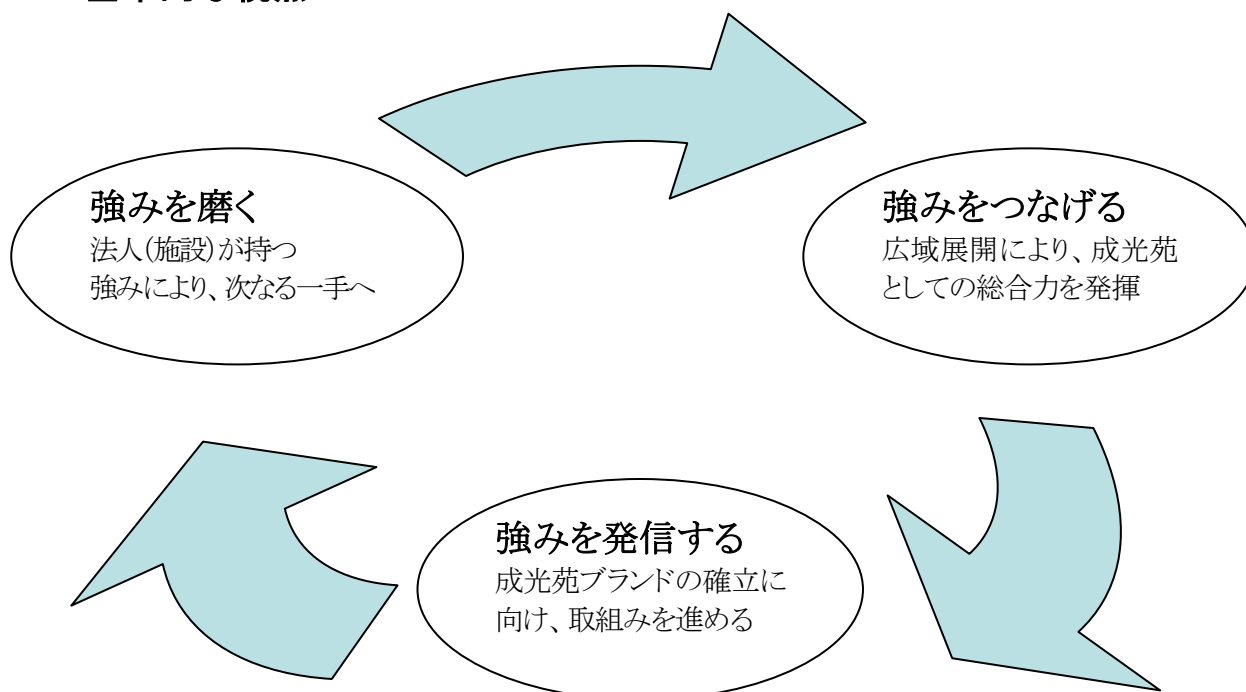 強みを磨く
法人(施設)が持つ
強みにより、次なる一手へ
強みをつなげる
広域展開により、成光苑
としての総合力を発揮
強みを発信する
成光苑ブランドの確立に
向け、取組みを進める